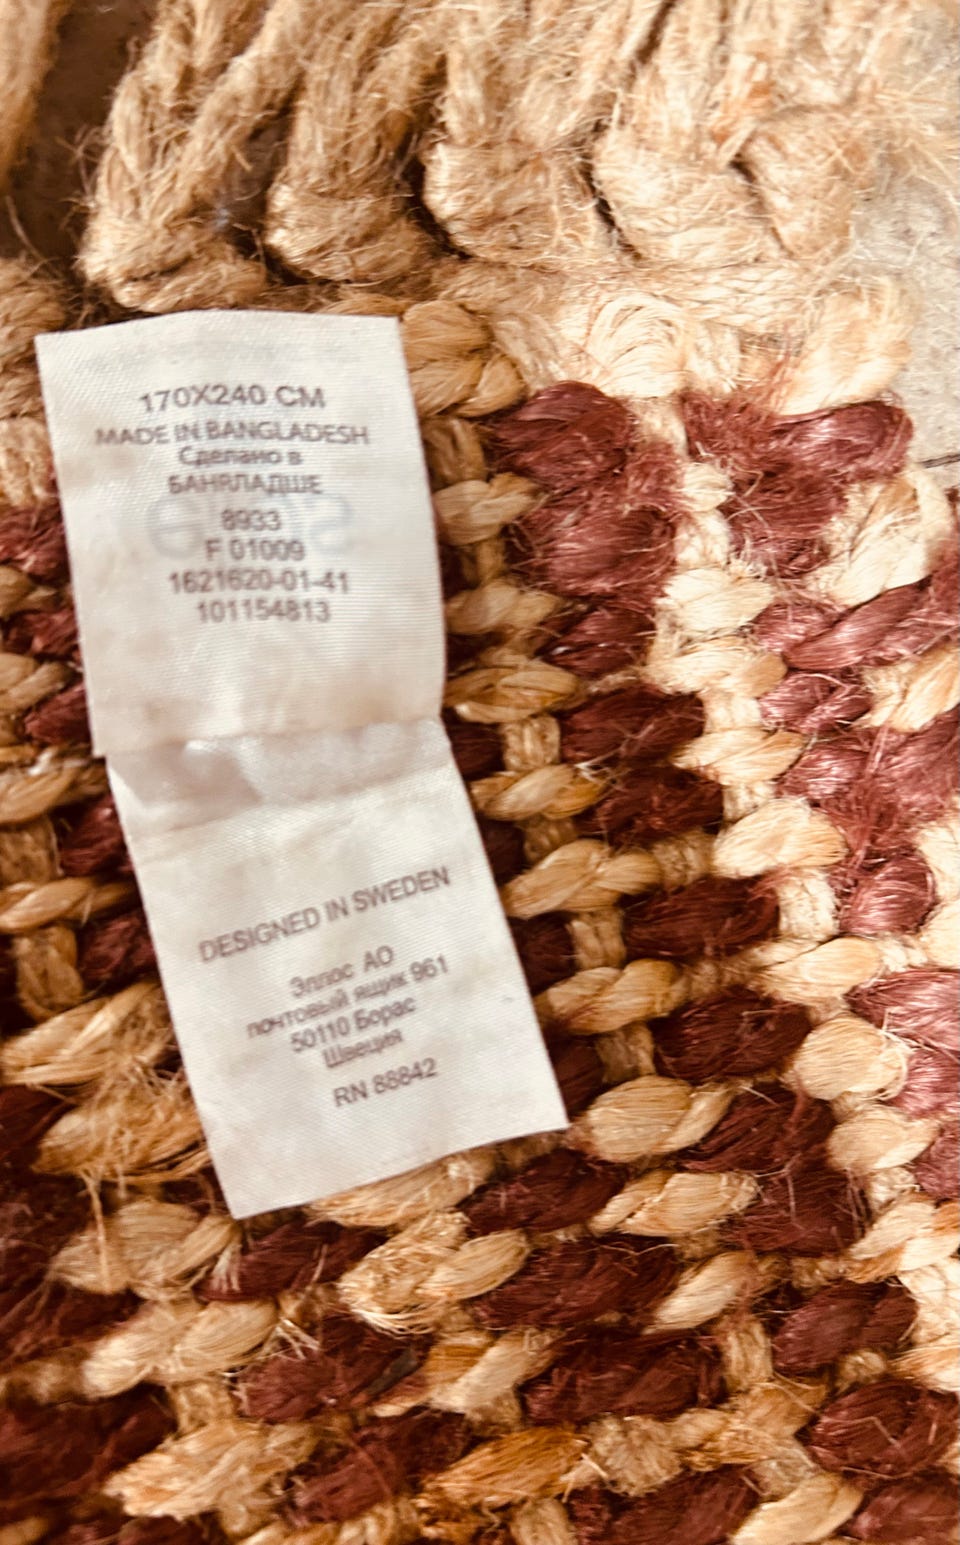 170X240 CM
MADE IN BANGLADESH
Сделано в
БАНЯЛАДШЕ
8933
F 01009
1621620-01-41
101154813
DESIGNED IN SWEDEN
Эллос АО
почтовый ящик 961
50110 Борас
Швеция
RN 88842